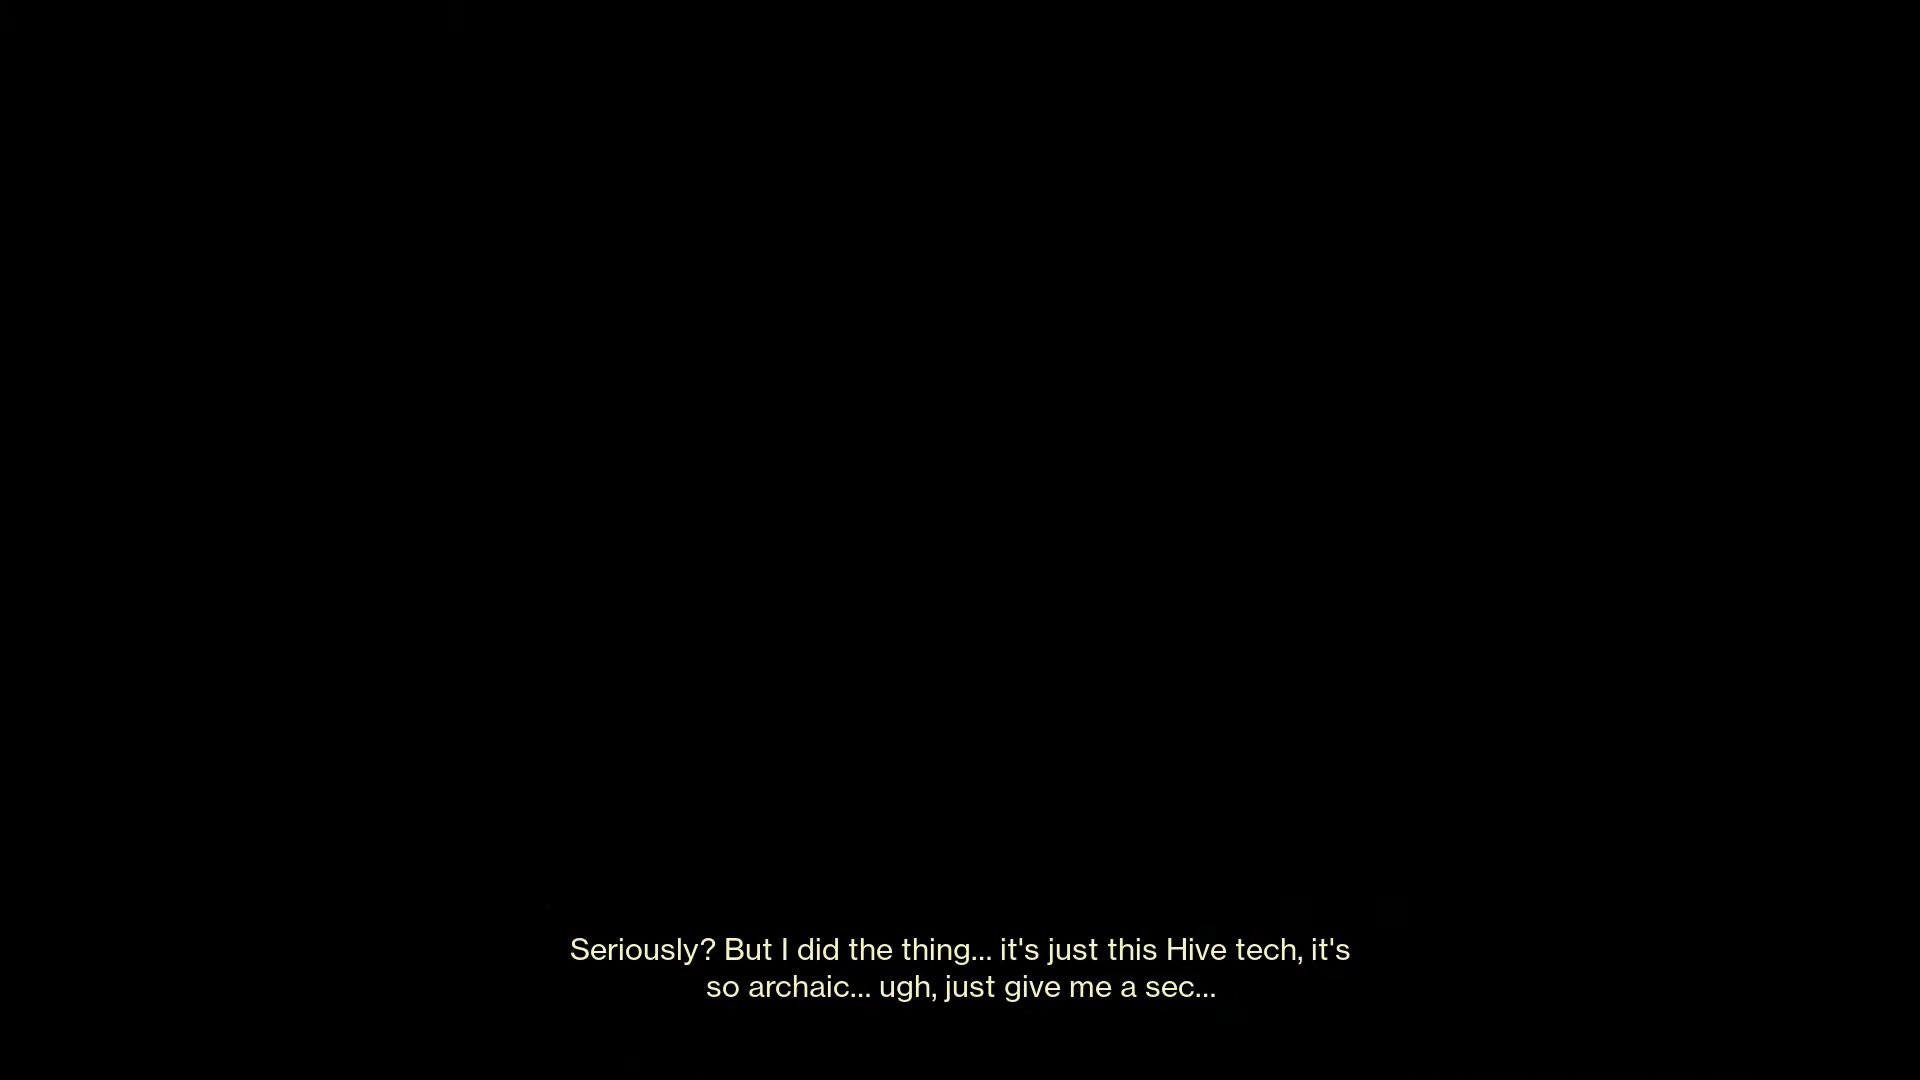 Seriously? But I did the thing... it's just this Hive tech, it's
so archaic... ugh, just give me a sec...